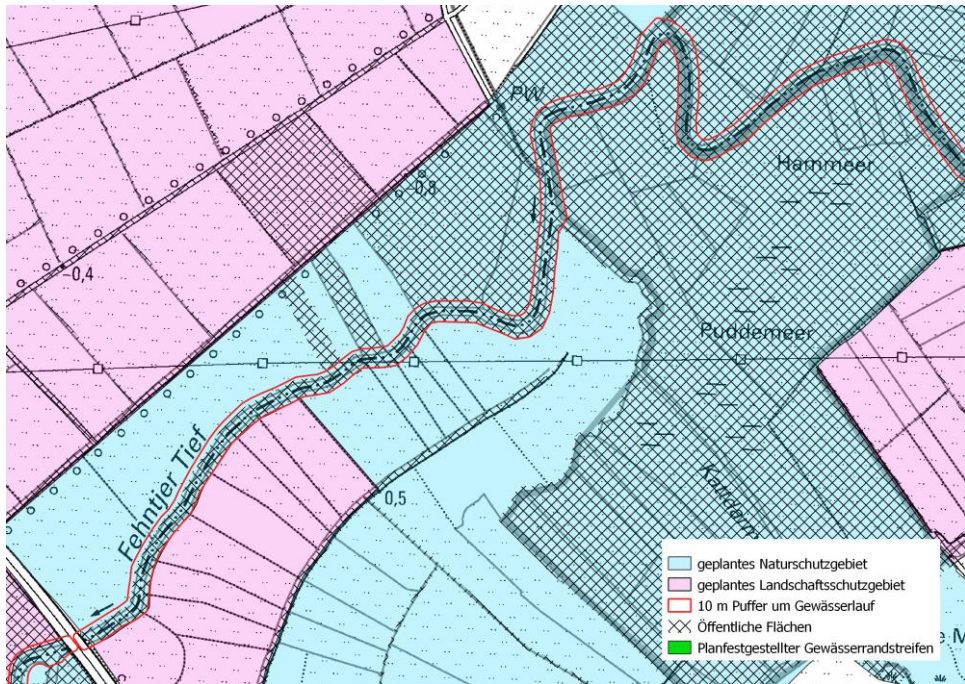 PW
Hammeer
-0,8
-0,4
Puddemeer
Fehntjer Tief
0,5
geplantes Naturschutzgebiet
geplantes Landschaftsschutzgebiet
10 m Puffer um Gewässerlauf
Öffentliche Flächen
Planfestgestellter Gewässerrandstreifen